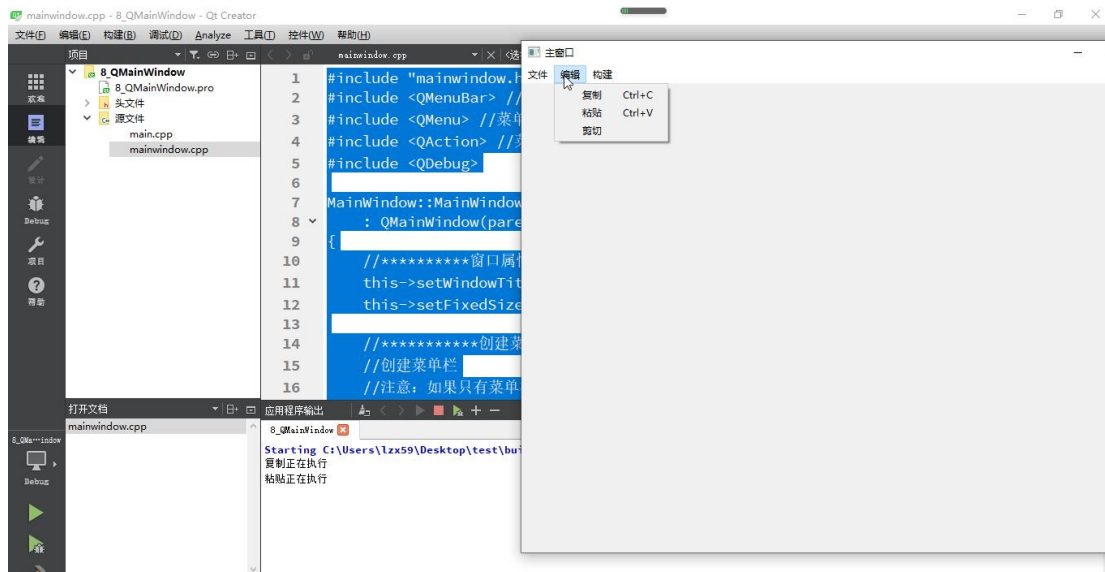 mainwindow.cpp - 8_QMainWindow - Qt Creator
文件(F) 编辑(E) 构建(B) 调试(D) Analyze 工具(T) 控件(W) 帮助(H)
项目
mainwindow.cpp
8_QMainWindow
8_QMainWindow.pro
头文件
源文件
main.cpp
mainwindow.cpp
欢迎
编辑
设计
Debug
项目
帮助
1 #include "mainwindow.h
2 #include <QMenuBar> //
3 #include <QMenu> //菜单
4 #include <QAction> //
5 #include <QDebug>
6
7 MainWindow::MainWindow
8 : QMainWindow(pare
9 {
10 //**********窗口属性
11 this->setWindowTit
12 this->setFixedSize
13
14 //***********创建菜
15 //创建菜单栏
16 //注意：如果只有菜单
主窗口
文件 编辑 构建
复制 Ctrl+C
粘贴 Ctrl+V
剪切
打开文档
mainwindow.cpp
应用程序输出
8_QMainWindow
Starting C:\Users\lzx59\Desktop\test\bui
复制正在执行
粘贴正在执行
8_QMa···indow
Debug